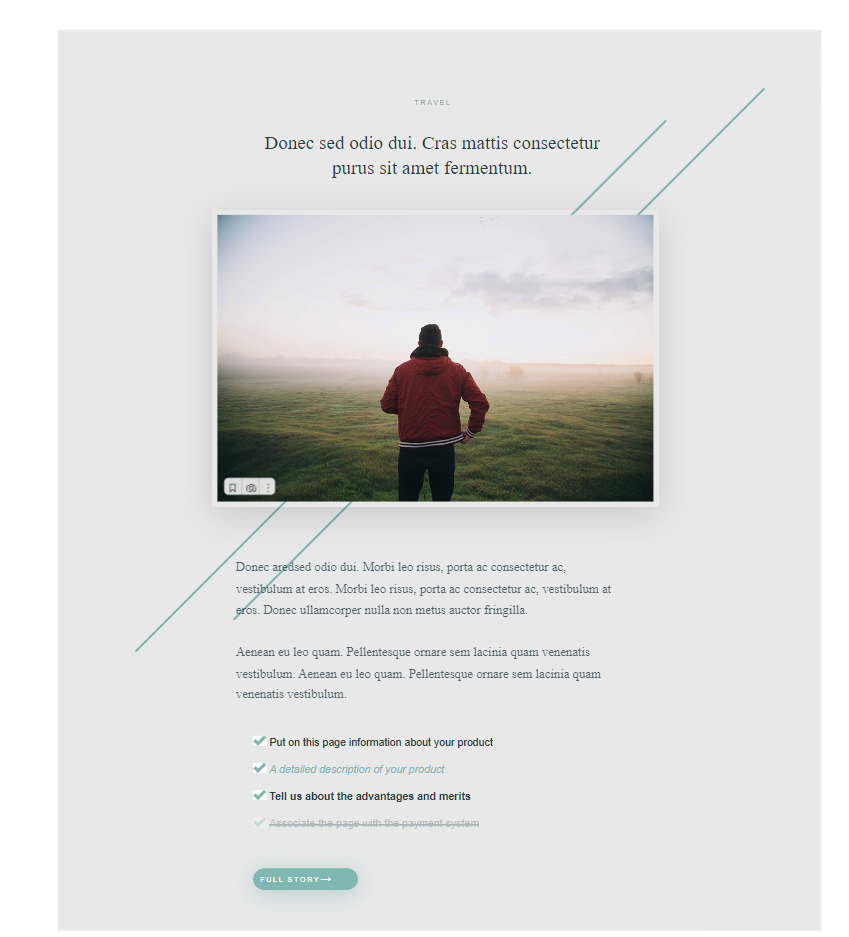 TRAVEL
Donec sed odio dui. Cras mattis consectetur
purus sit amet fermentum.
Donec aredsed odio dui. Morbi leo risus, porta ac consectetur ac,
vestibulum at eros. Morbi leo risus, porta ac consectetur ac, vestibulum at
eros. Donec ullamcorper nulla non metus auctor fringilla.
Aenean eu leo quam. Pellentesque ornare sem lacinia quam venenatis
vestibulum. Aenean eu leo quam. Pellentesque ornare sem lacinia quam
venenatis vestibulum.
Put on this page information about your product
A detailed description of your product
Tell us about the advantages and merits
Associate the page with the payment system
FULL STORY→